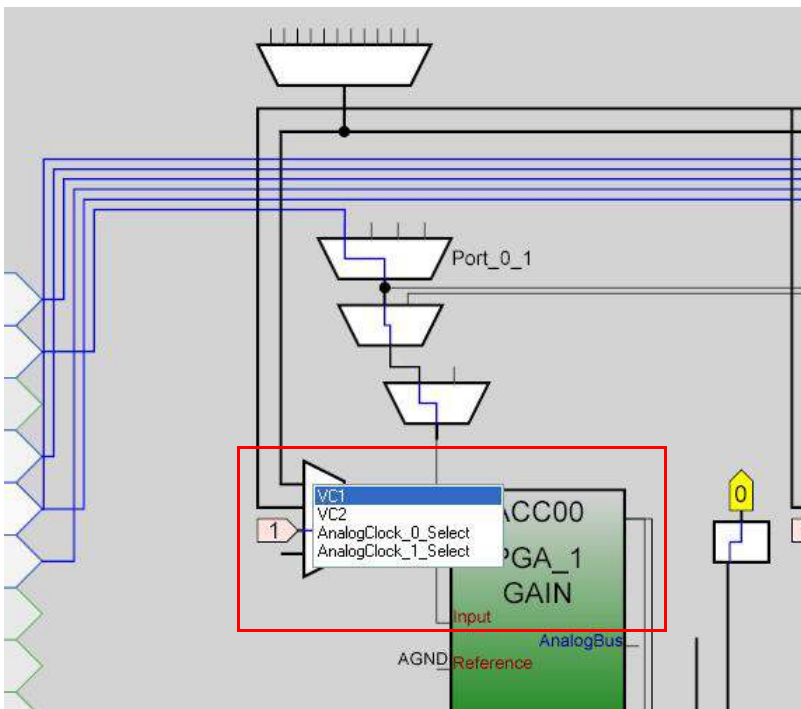 Port_0_1
VC1
VC2
AnalogClock_0_Select
AnalogClock_1_Select
1
ACC00
PGA_1
GAIN
0
Input
AnalogBus
AGND
Reference